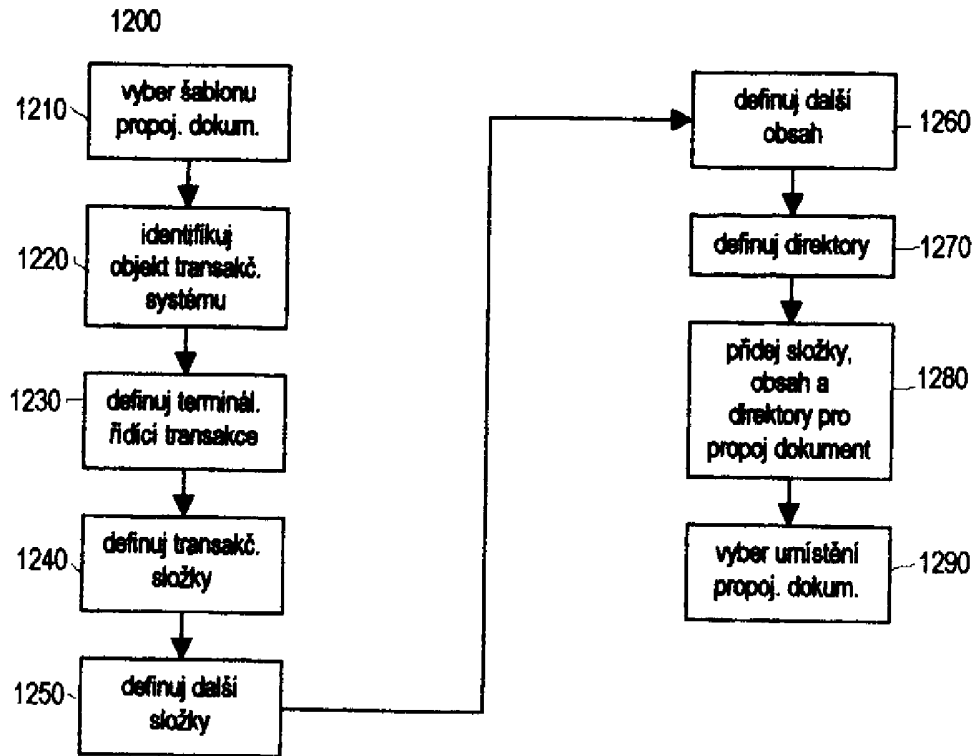 1200
1210
vyber šablonu
propoj. dokum.
1220
identifikuj
objekt transakč.
systému
1230
definuj terminál.
řídící transakce
1240
definuj transakč.
složky
1250
definuj další
složky
definuj další
obsah
1260
definuj direktory
1270
přidej složky,
obsah a
direktory pro
propoj dokument
1280
vyber umístění
propoj. dokum.
1290